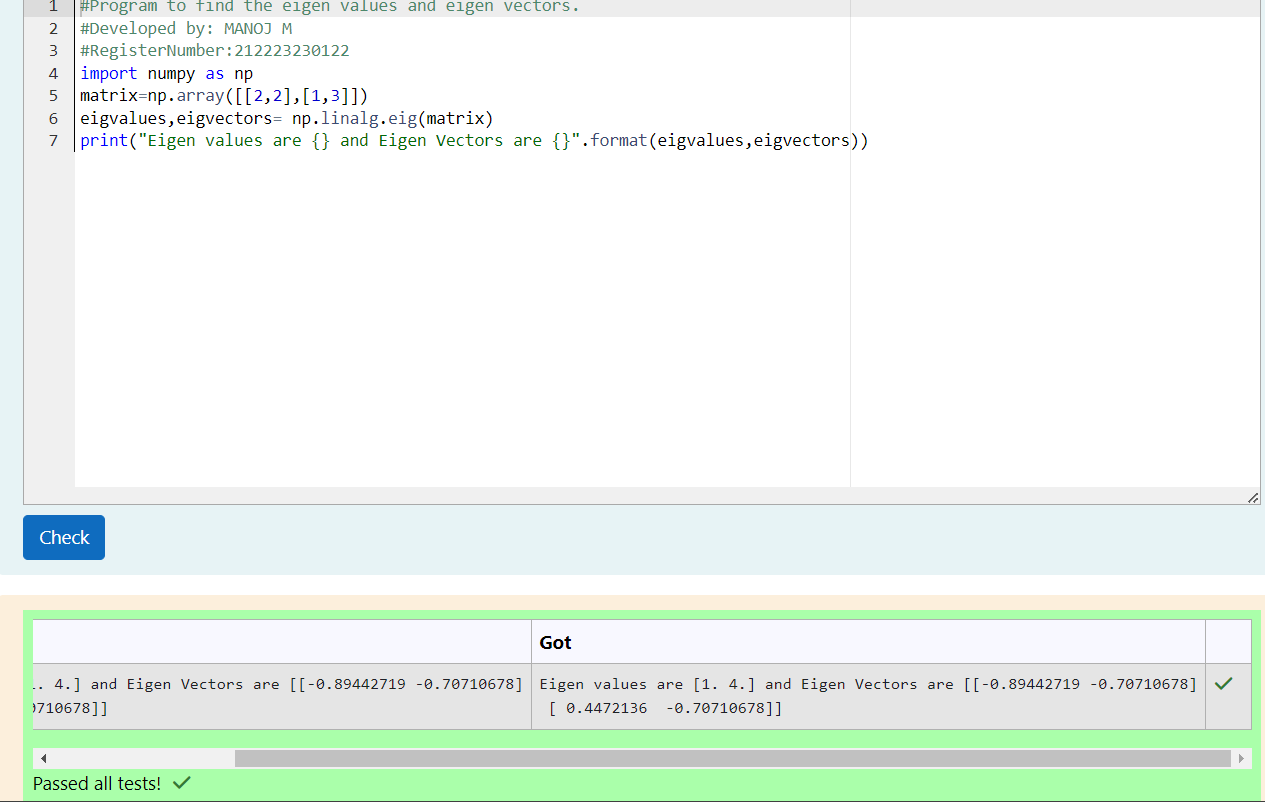 1 #Program to find the eigen values and eigen vectors.
2 #Developed by: MANOJ M
3 #RegisterNumber:212223230122
4 import numpy as np
5 matrix=np.array([[2,2],[1,3]])
6 eigvalues,eigvectors= np.linalg.eig(matrix)
7 print("Eigen values are {} and Eigen Vectors are {}".format(eigvalues,eigvectors))
Check
Got
. 4.] and Eigen Vectors are [[-0.89442719 -0.70710678] Eigen values are [1. 4.] and Eigen Vectors are [[-0.89442719 -0.70710678]
710678]] [ 0.4472136  -0.70710678]]
Passed all tests!